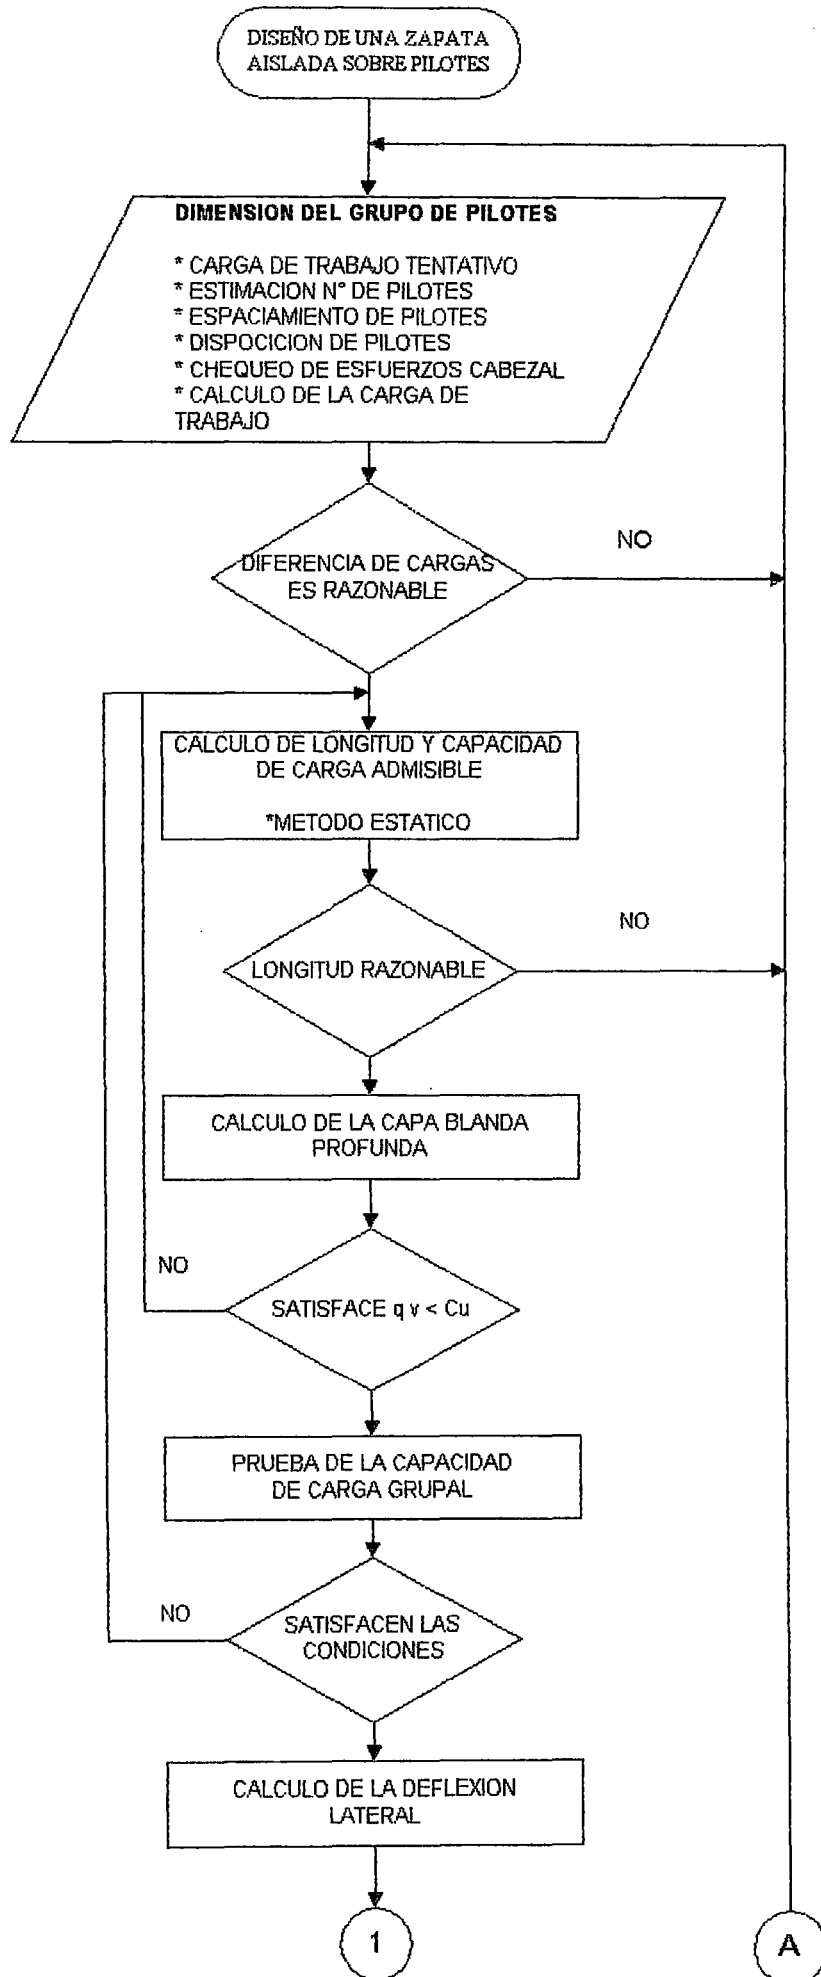 DISEÑO DE UNA ZAPATA
AISLADA SOBRE PILOTES
DIMENSION DEL GRUPO DE PILOTES
* CARGA DE TRABAJO TENTATIVO
* ESTIMACION N° DE PILOTES
* ESPACIAMIENTO DE PILOTES
* DISPOCICION DE PILOTES
* CHEQUEO DE ESFUERZOS CABEZAL
* CALCULO DE LA CARGA DE
TRABAJO
NO
DIFERENCIA DE CARGAS
ES RAZONABLE
CALCULO DE LONGITUD Y CAPACIDAD
DE CARGA ADMISIBLE
*METODO ESTATICO
NO
LONGITUD RAZONABLE
CALCULO DE LA CAPA BLANDA
PROFUNDA
NO
SATISFACE q v < Cu
PRUEBA DE LA CAPACIDAD
DE CARGA GRUPAL
NO
SATISFACEN LAS
CONDICIONES
CALCULO DE LA DEFLEXION
LATERAL
1
A